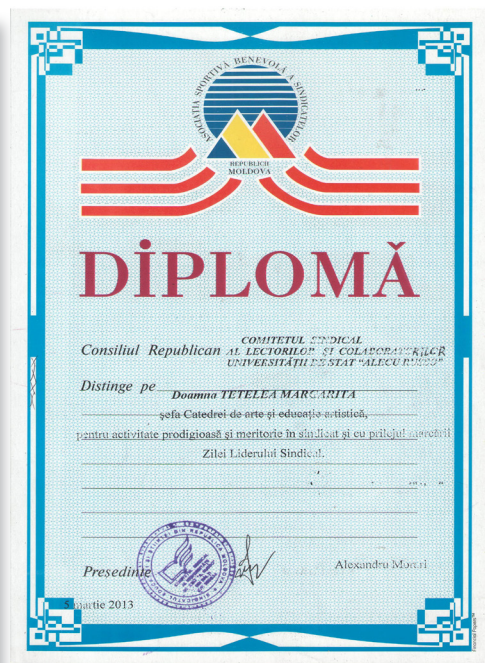 ASOCIAȚIA SPORTIVĂ BENEVOLĂ A SINDICATELOR
REPUBLICII
MOLDOVA
DİPLOMĂ
COMITETUL SINDICAL
Consiliul Republican AL LECTORILOR ȘI COLABORATORILOR
UNIVERSITĂȚII DE STAT "ALECU RUSSO"
Distinge pe
Doamna TETELEA MARGARITA
șefa Catedrei de arte și educație artistică,
pentru activitate prodigioasă și meritorie în sindicat și cu prilejul marcării
Zilei Liderului Sindical.
Președinte
Alexandru
5 martie 2013